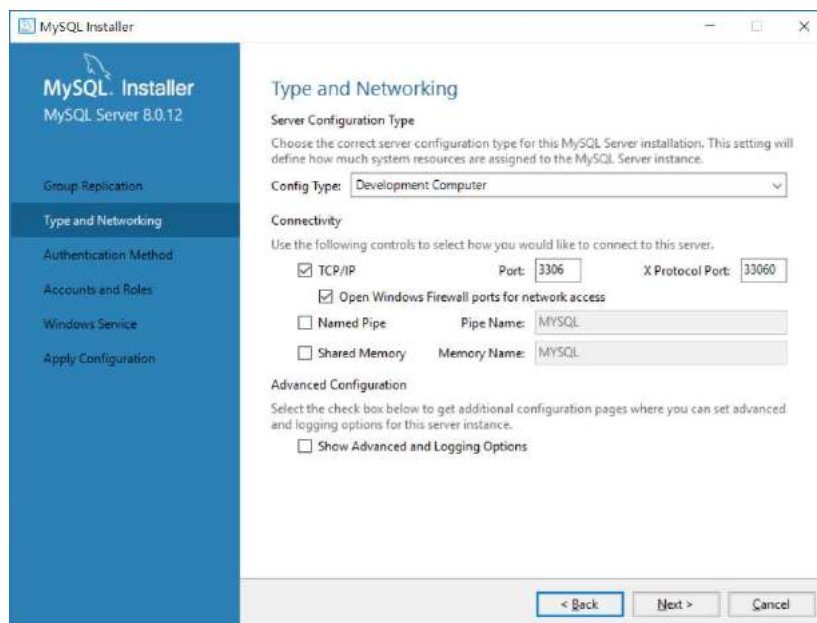 MySQL Installer
MySQL. Installer
MySQL Server 8.0.12
Group Replication
Type and Networking
Authentication Method
Accounts and Roles
Windows Service
Apply Configuration
Type and Networking
Server Configuration Type
Choose the correct server configuration type for this MySQL Server installation. This setting will
define how much system resources are assigned to the MySQL Server instance.
Config Type: Development Computer
Connectivity
Use the following controls to select how you would like to connect to this server.
TCP/IP Port: 3306 X Protocol Port: 33060
Open Windows Firewall ports for network access
Named Pipe Pipe Name: MYSQL
Shared Memory Memory Name: MYSQL
Advanced Configuration
Select the check box below to get additional configuration pages where you can set advanced
and logging options for this server instance.
Show Advanced and Logging Options
< Back Next > Cancel